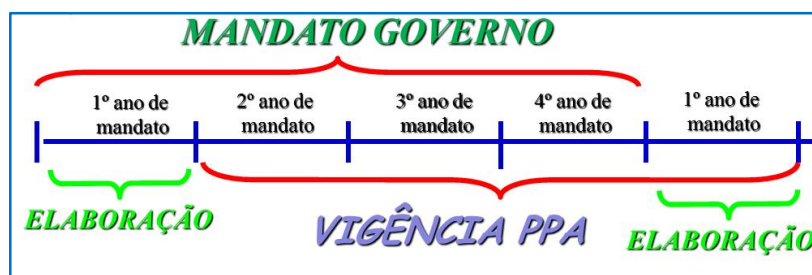 MANDATO GOVERNO
1º ano de
mandato
2º ano de
mandato
3º ano de
mandato
4º ano de
mandato
1º ano de
mandato
ELABORAÇÃO
VIGÊNCIA PPA
ELABORAÇÃO